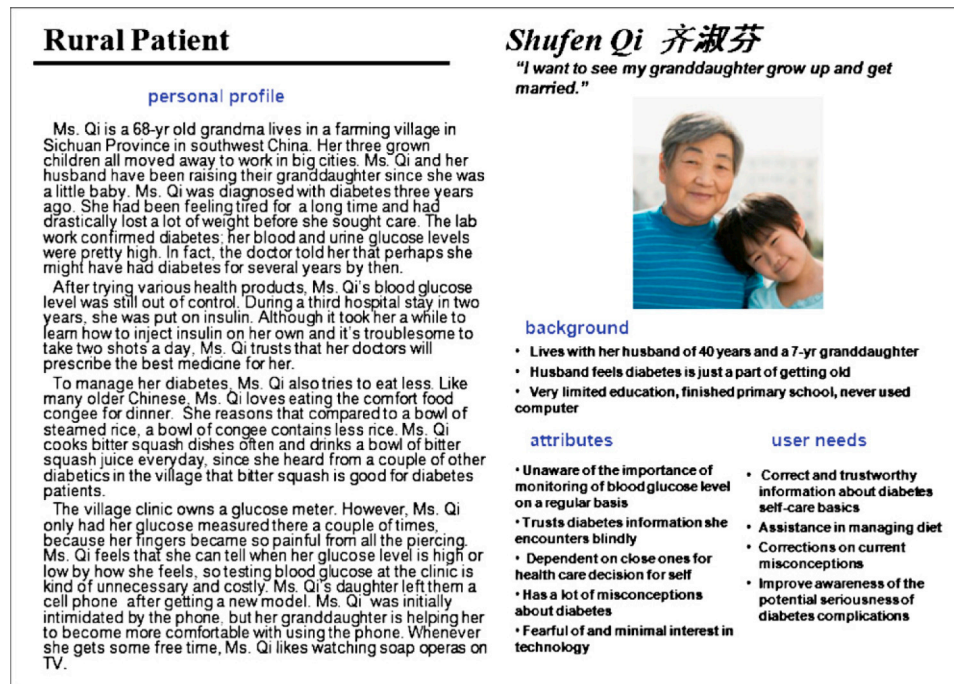 Rural Patient
personal profile
Ms. Qi is a 68-yr old grandma lives in a farming village in
Sichuan Province in southwest China. Her three grown
children all moved away to work in big cities. Ms. Qi and her
husband have been raising their granddaughter since she was
a little baby. Ms. Qi was diagnosed with diabetes three years
ago. She had been feeling tired for a long time and had
drastically lost a lot of weight before she sought care. The lab
work confirmed diabetes; her blood and urine glucose levels
were pretty high. In fact, the doctor told her that perhaps she
might have had diabetes for several years by then.
After trying various health products, Ms. Qi's blood glucose
level was still out of control. During a third hospital stay in two
years, she was put on insulin. Although it took her a while to
learn how to inject insulin on her own and it's troublesome to
take two shots a day, Ms. Qi trusts that her doctors will
prescribe the best medicine for her.
To manage her diabetes, Ms. Qi also tries to eat less. Like
many older Chinese, Ms. Qi loves eating the comfort food
congee for dinner. She reasons that compared to a bowl of
steamed rice, a bowl of congee contains less rice. Ms. Qi
cooks bitter squash dishes often and drinks a bowl of bitter
squash juice everyday, since she heard from a couple of other
diabetics in the village that bitter squash is good for diabetes
patients.
The village clinic owns a glucose meter. However, Ms. Qi
only had her glucose measured there a couple of times,
because her fingers became so painful from all the piercing.
Ms. Qi feels that she can tell when her glucose level is high or
low by how she feels, so testing blood glucose at the clinic is
kind of unnecessary and costly. Ms. Qi's daughter left them a
cell phone after getting a new model. Ms. Qi was initially
intimidated by the phone, but her granddaughter is helping her
to become more comfortable with using the phone. Whenever
she gets some free time, Ms. Qi likes watching soap operas on
TV.
Shufen Qi 齐淑芬
"I want to see my granddaughter grow up and get
married."
background
• Lives with her husband of 40 years and a 7-yr granddaughter
• Husband feels diabetes is just a part of getting old
• Very limited education, finished primary school, never used
computer
attributes
• Unaware of the importance of
monitoring of blood glucose level
on a regular basis
• Trusts diabetes information she
encounters blindly
• Dependent on close ones for
health care decision for self
• Has a lot of misconceptions
about diabetes
• Fearful of and minimal interest in
technology
user needs
• Correct and trustworthy
information about diabetes
self-care basics
• Assistance in managing diet
• Corrections on current
misconceptions
• Improve awareness of the
potential seriousness of
diabetes complications